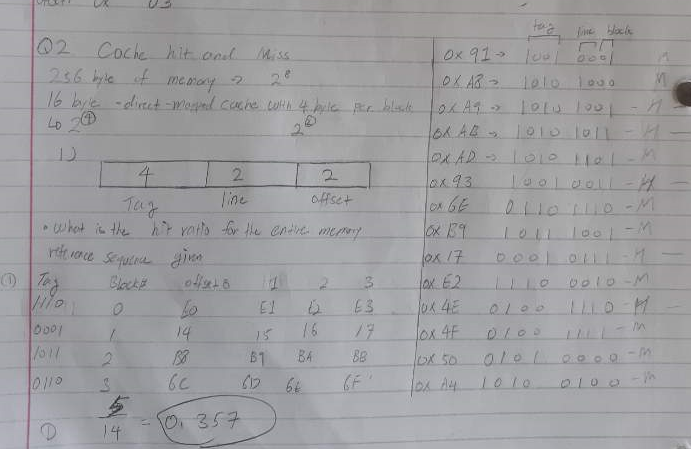 Q2 Cache hit and Miss
256 byte of memory → 2⁸
16 byte - direct-mapped cache with 4 byte per block
↳ 2④ 2②
1)
4 2 2
Tag line offset
• What is the hit ratio for the entire memory
reference sequence given
① Tag Block# offset 0 1 2 3
1110 0 E0 E1 E2 E3
0001 1 14 15 16 17
1011 2 B8 B9 BA BB
0110 3 6C 6D 6E 6F
① 5/14 = 0.357
tag line block
0x 91 → 1001 0001 M
0x A8 → 1010 1000 M
0x A9 → 1010 1001 - H -
0x AB → 1010 1011 - H -
0x AD → 1010 1101 - M
0x 93 1001 0011 - H -
0x 6E 0110 1110 - M
0x B9 1011 1001 - M
0x 17 0001 0111 - H -
0x E2 1110 0010 - M
0x 4E 0100 1110 - H -
0x 4F 0100 1111 - M
0x 50 0101 0000 - M
0x A4 1010 0100 - M